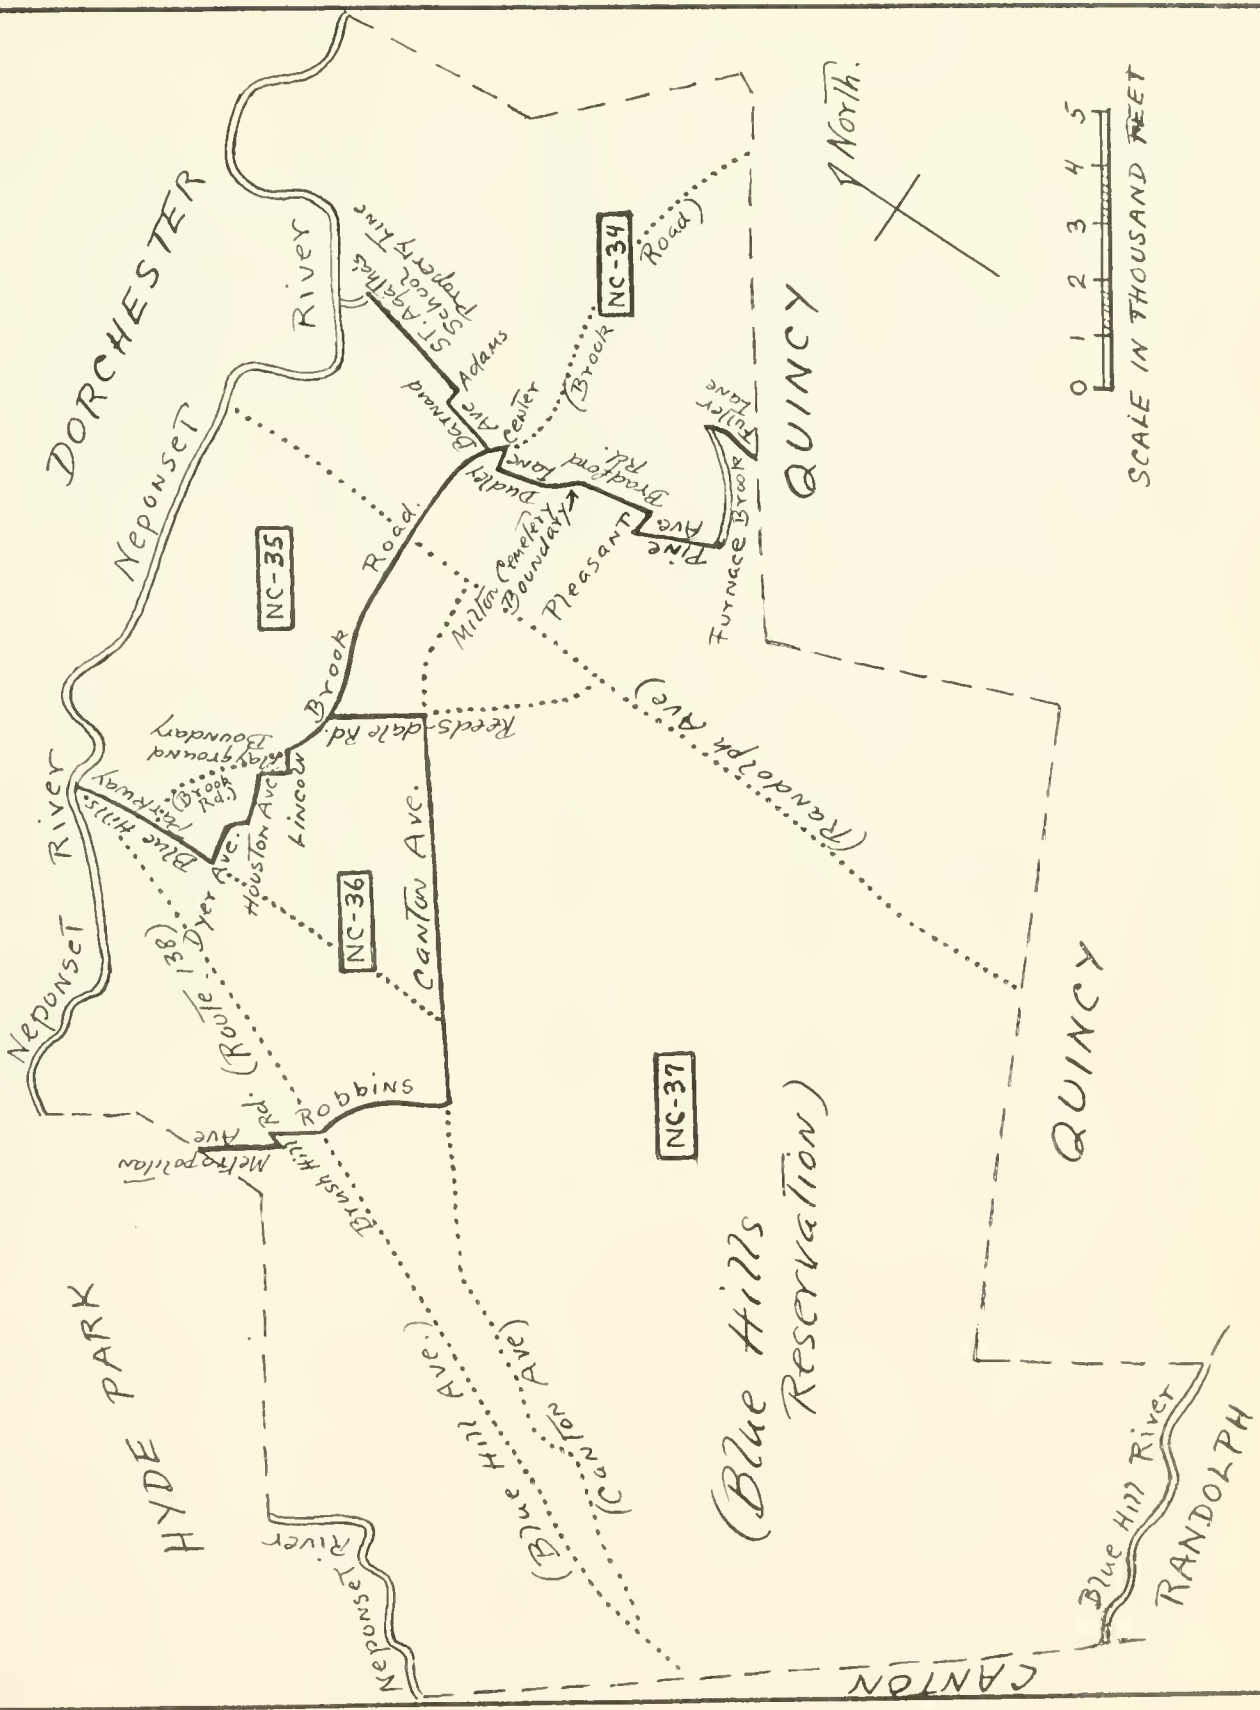 DORCHESTER
Neponset
River
Neponset River
NC-35
NC-34
NC-36
NC-37
St. Agatha's
School
Property Line
Adams
Barnard
Ave
Center
(Brook
Road)
Dudley
Lane
Milton Cemetery
Boundary
Bradford
Rd.
Pleasant
Pine
Ave.
Furnace Brook
Fuller
Lane
QUINCY
North.
0 1 2 3 4 5
SCALE IN THOUSAND FEET
Brook Road.
Reedsdale Rd.
Playground
Boundary
(Brook
Rd.)
Blue Hills
Parkway
Dyer Ave.
Houston Ave
Lincoln
Canton Ave.
(Randolph Ave)
(Route 138)
Robbins
Brush Hill Rd.
Metropolitan
Ave
HYDE PARK
Neponset River
(Blue Hill Ave.)
(Canton Ave)
(Blue Hills
Reservation)
QUINCY
Blue Hill River
RANDOLPH
CANTON